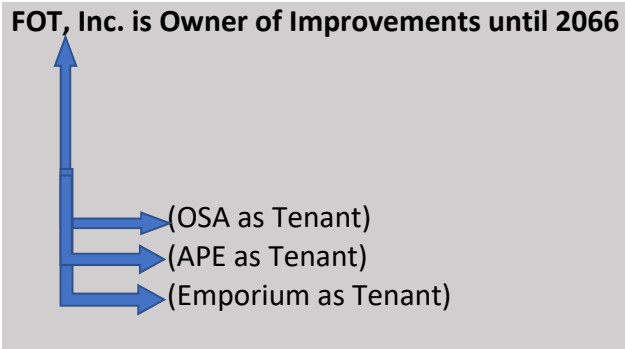 FOT, Inc. is Owner of Improvements until 2066
(OSA as Tenant)
(APE as Tenant)
(Emporium as Tenant)